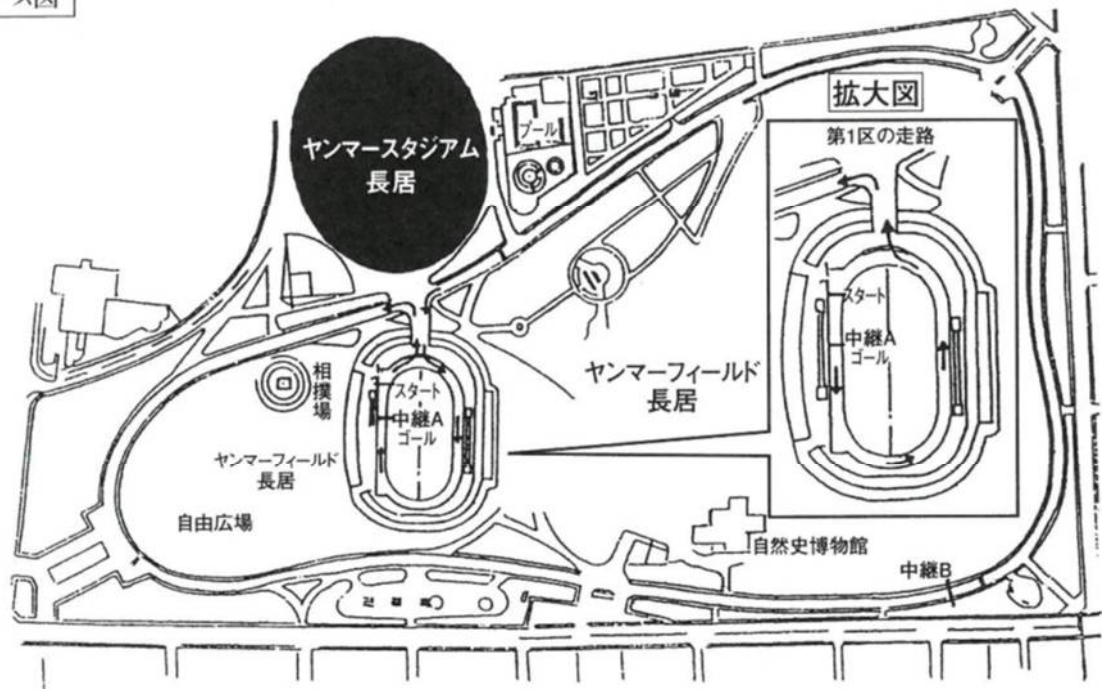 ス図
ヤンマースタジアム
長居
プール
拡大図
第1区の走路
スタート
中継A
ゴール
ヤンマーフィールド
長居
相撲場
スタート
中継A
ゴール
ヤンマーフィールド
長居
自由広場
自然史博物館
中継B